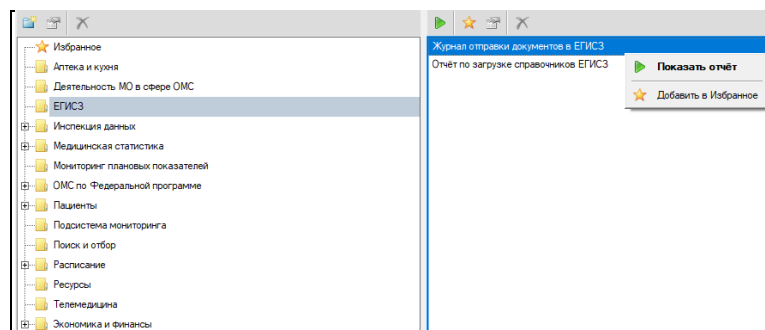 Избранное
Аптека и кухня
Деятельность МО в сфере ОМС
ЕГИСЗ
Инспекция данных
Медицинская статистика
Мониторинг плановых показателей
ОМС по Федеральной программе
Пациенты
Подсистема мониторинга
Поиск и отбор
Расписание
Ресурсы
Телемедицина
Экономика и финансы
Журнал отправки документов в ЕГИСЗ
Отчёт по загрузке справочников ЕГИСЗ
Показать отчёт
Добавить в Избранное